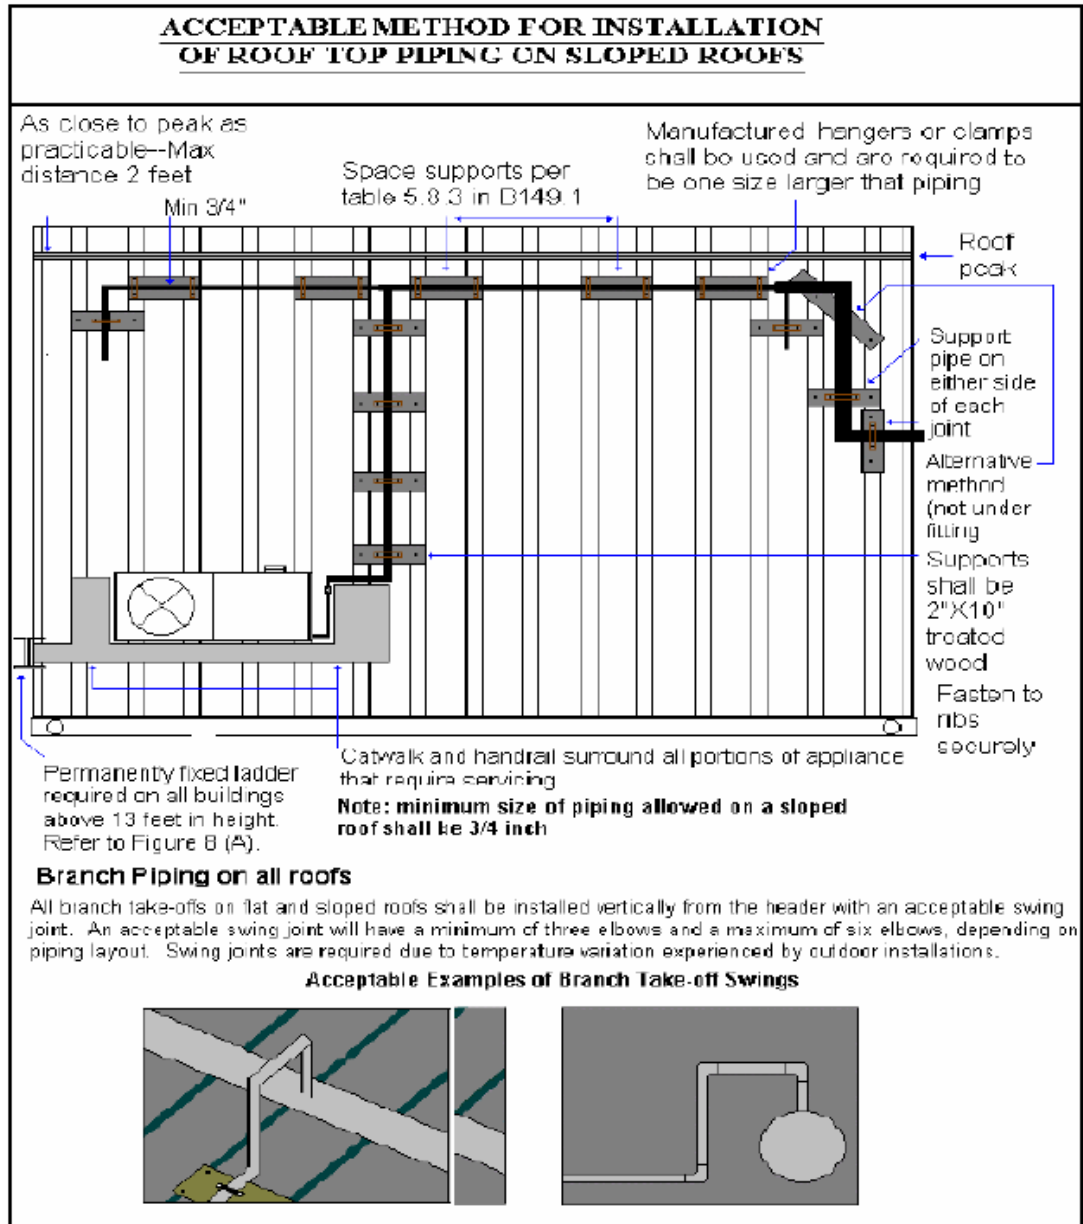 ACCEPTABLE METHOD FOR INSTALLATION
OF ROOF TOP PIPING ON SLOPED ROOFS
As close to peak as
practicable--Max
distance 2 feet
Min 3/4"
Space supports per
table 5.8.3 in B149.1
Manufactured hangers or clamps
shall be used and are required to
be one size larger that piping
Roof
peak
Support
pipe on
either side
of each
joint
Alternative
method
(not under
fitting
Supports
shall be
2"X10"
treated
wood
Fasten to
ribs
securely
Permanently fixed ladder
required on all buildings
above 13 feet in height.
Refer to Figure 8 (A).
Catwalk and handrail surround all portions of appliance
that require servicing
Note: minimum size of piping allowed on a sloped
roof shall be 3/4 inch
Branch Piping on all roofs
All branch take-offs on flat and sloped roofs shall be installed vertically from the header with an acceptable swing
joint. An acceptable swing joint will have a minimum of three elbows and a maximum of six elbows, depending on
piping layout. Swing joints are required due to temperature variation experienced by outdoor installations.
Acceptable Examples of Branch Take-off Swings